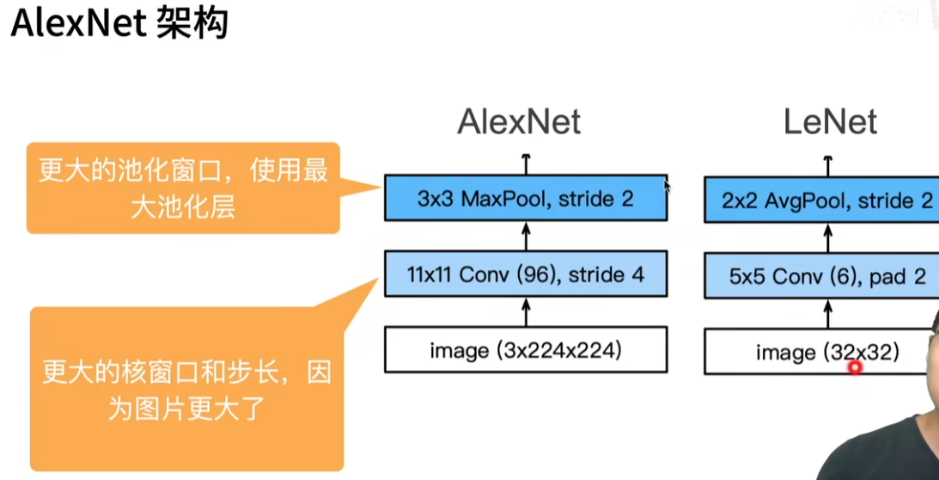 AlexNet 架构
AlexNet
LeNet
更大的池化窗口，使用最
大池化层
3x3 MaxPool, stride 2
2x2 AvgPool, stride 2
11x11 Conv (96), stride 4
5x5 Conv (6), pad 2
更大的核窗口和步长，因
为图片更大了
image (3x224x224)
image (32x32)